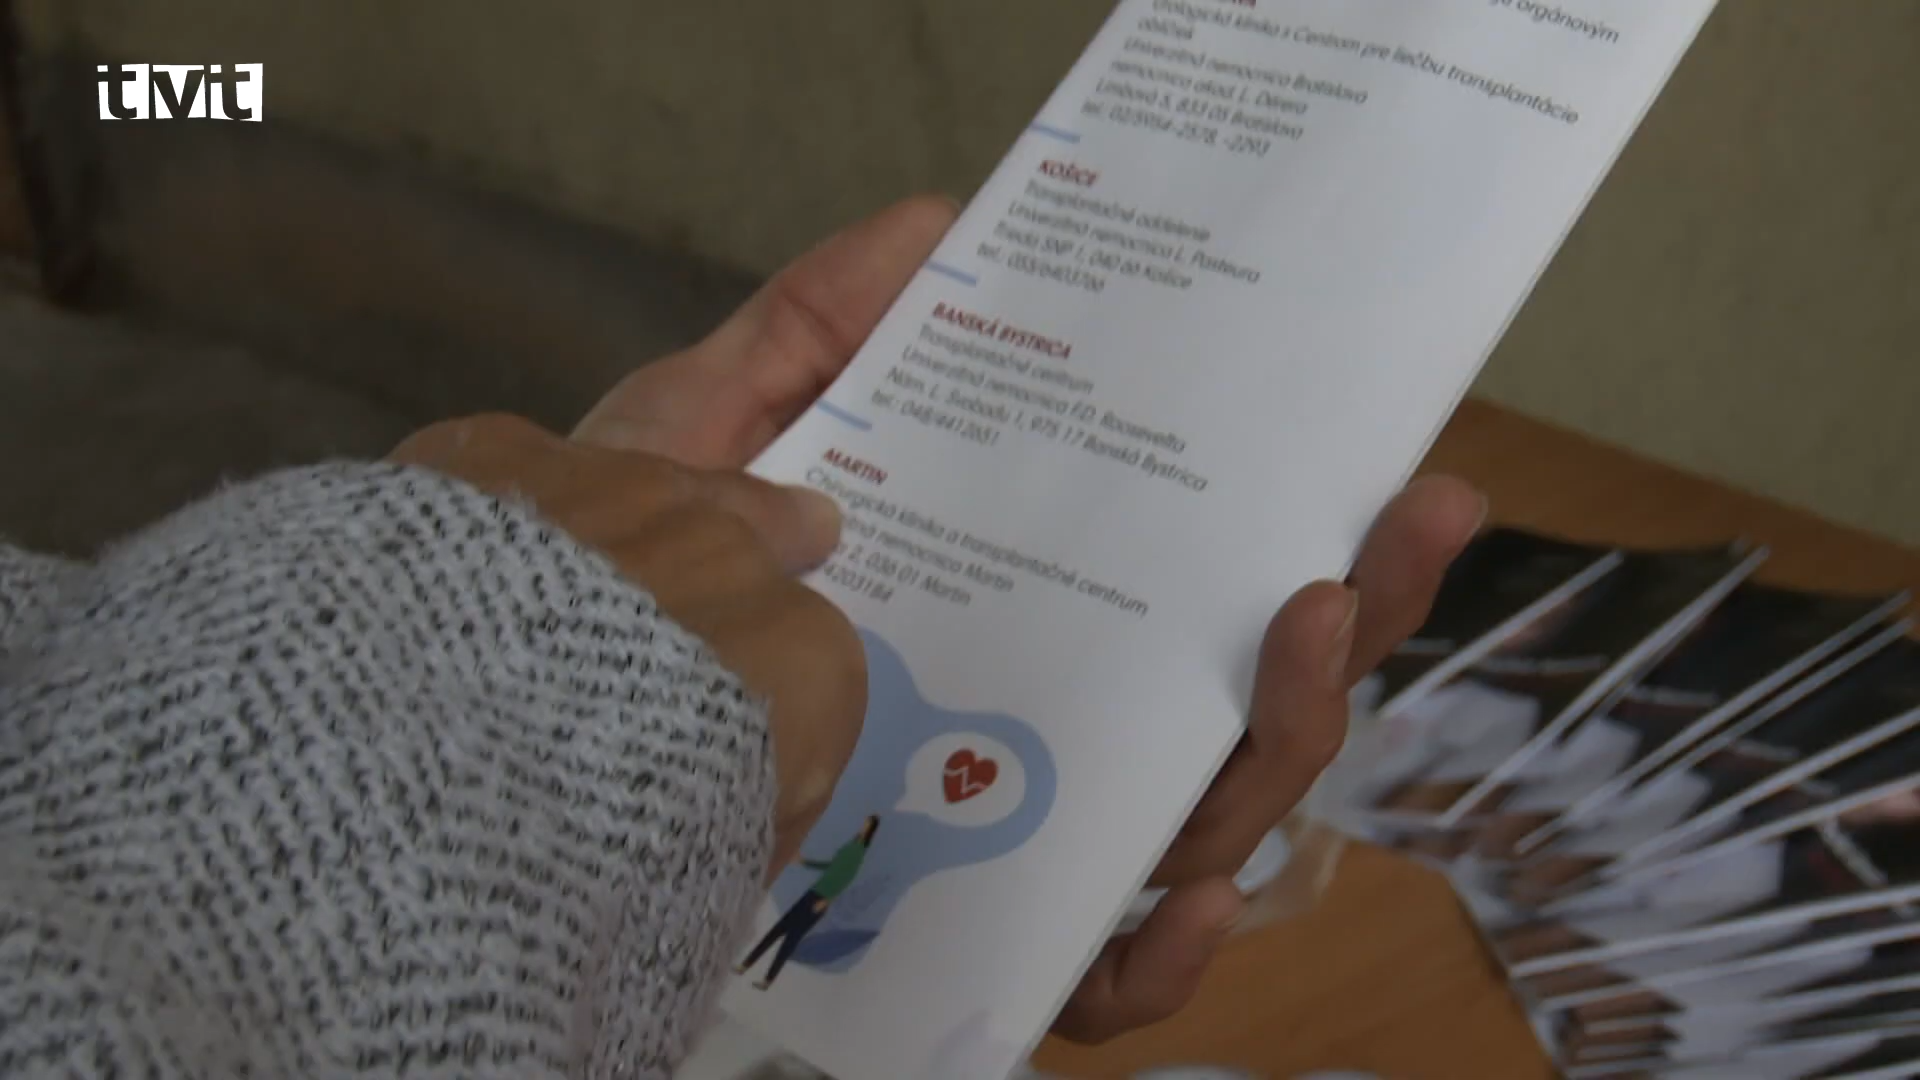 tvit
orgánovým
Urologická klinika s Centrom pre liečbu transplantácie
obličiek
Univerzitná nemocnica Bratislava
nemocnica akad. L. Dérera
Limbová 5, 833 05 Bratislava
tel.: 02/5954-2578, -2293
KOŠICE
Transplantačné oddelenie
Univerzitná nemocnica L. Pasteura
Trieda SNP 1, 040 66 Košice
tel.: 055/6403766
BANSKÁ BYSTRICA
Transplantačné centrum
Univerzitná nemocnica F.D. Roosevelta
Nám. L. Svobodu 1, 975 17 Banská Bystrica
tel.: 048/4412651
MARTIN
Chirurgická klinika a transplantačné centrum
nemocnica Martin
2, 036 01 Martin
4203184